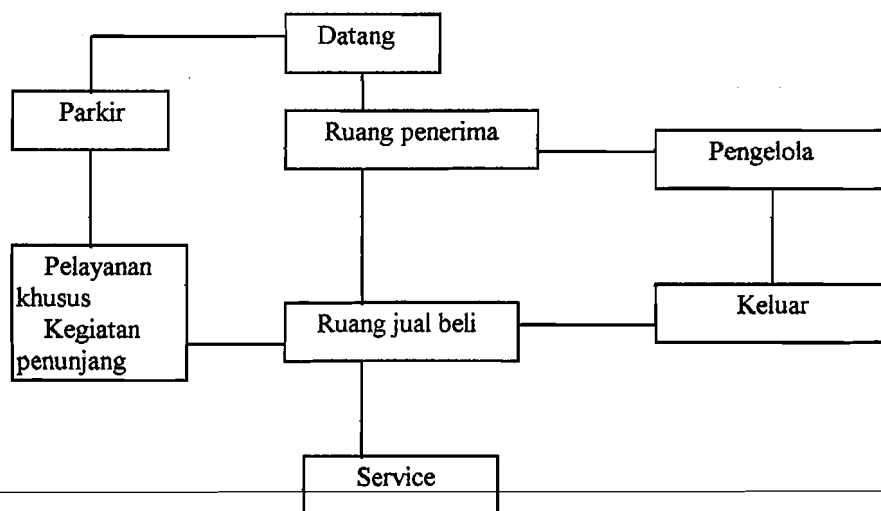 Datang
Parkir
Ruang penerima
Pengelola
Pelayanan
khusus
Kegiatan
penunjang
Ruang jual beli
Keluar
Service